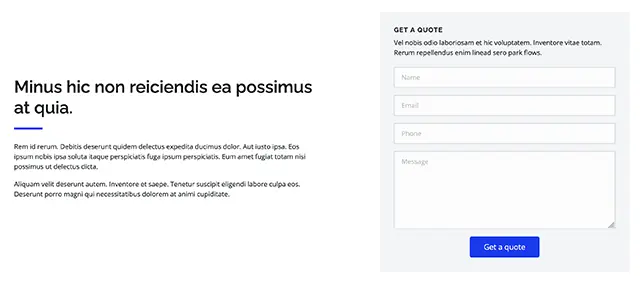 Minus hic non reiciendis ea possimus
at quia.
Rem id rerum. Debitis deserunt quidem delectus expedita ducimus dolor. Aut iusto ipsa. Eos
ipsum nobis ipsa soluta itaque perspiciatis fuga ipsum perspiciatis. Eum amet fugiat totam nisi
possimus ut delectus dicta.
Aliquam velit deserunt autem. Inventore et saepe. Tenetur suscipit eligendi labore culpa eos.
Deserunt porro magni qui necessitatibus dolorem at animi cupiditate.
GET A QUOTE
Vel nobis odio laboriosam et hic voluptatem. Inventore vitae totam.
Rerum repellendus enim linead sero park flows.
Name
Email
Phone
Message
Get a quote